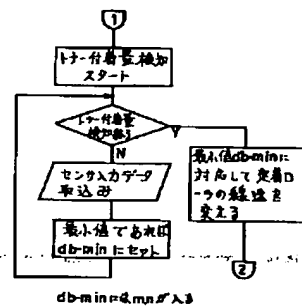 1
トナー付着量検知
スタート
トナー付着量
検知終り
Y
N
センサ入力データ
取込み
最小値であれば
db-minにセット
最小値db-minに
対応して定着ロ
ーラの線速を
変える
2
db-minに
が入る